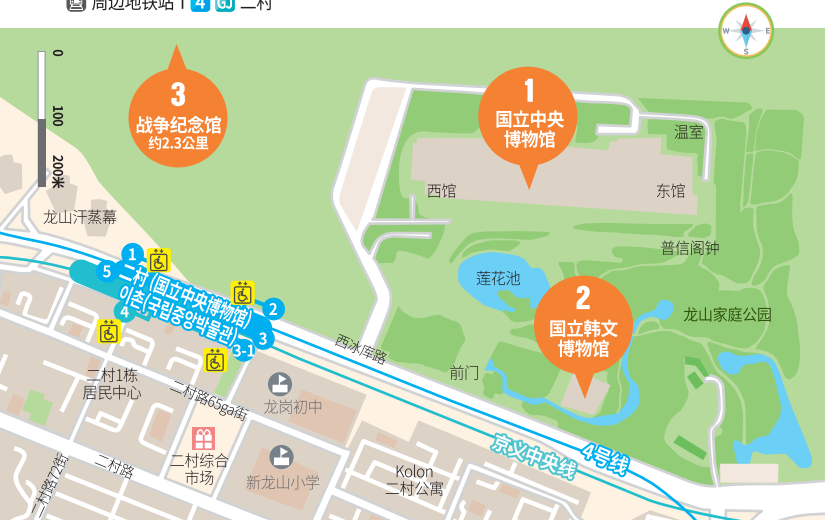 周边地铁站 1 4 GJ 二村
N
W E
S
0
100
200米
3
战争纪念馆
约2.3公里
1
国立中央
博物馆
温室
西馆
东馆
龙山汗蒸幕
普信阁钟
莲花池
2
国立韩文
博物馆
龙山家庭公园
1
5
二村 (国立中央博物馆)
이촌(국립중앙박물관)
4
2
3
3-1
西冰库路
前门
二村1栋
居民中心
二村路65ga街
龙岗初中
京义中央线
4号线
二村综合
市场
新龙山小学
Kolon
二村公寓
二村路
二村路72街